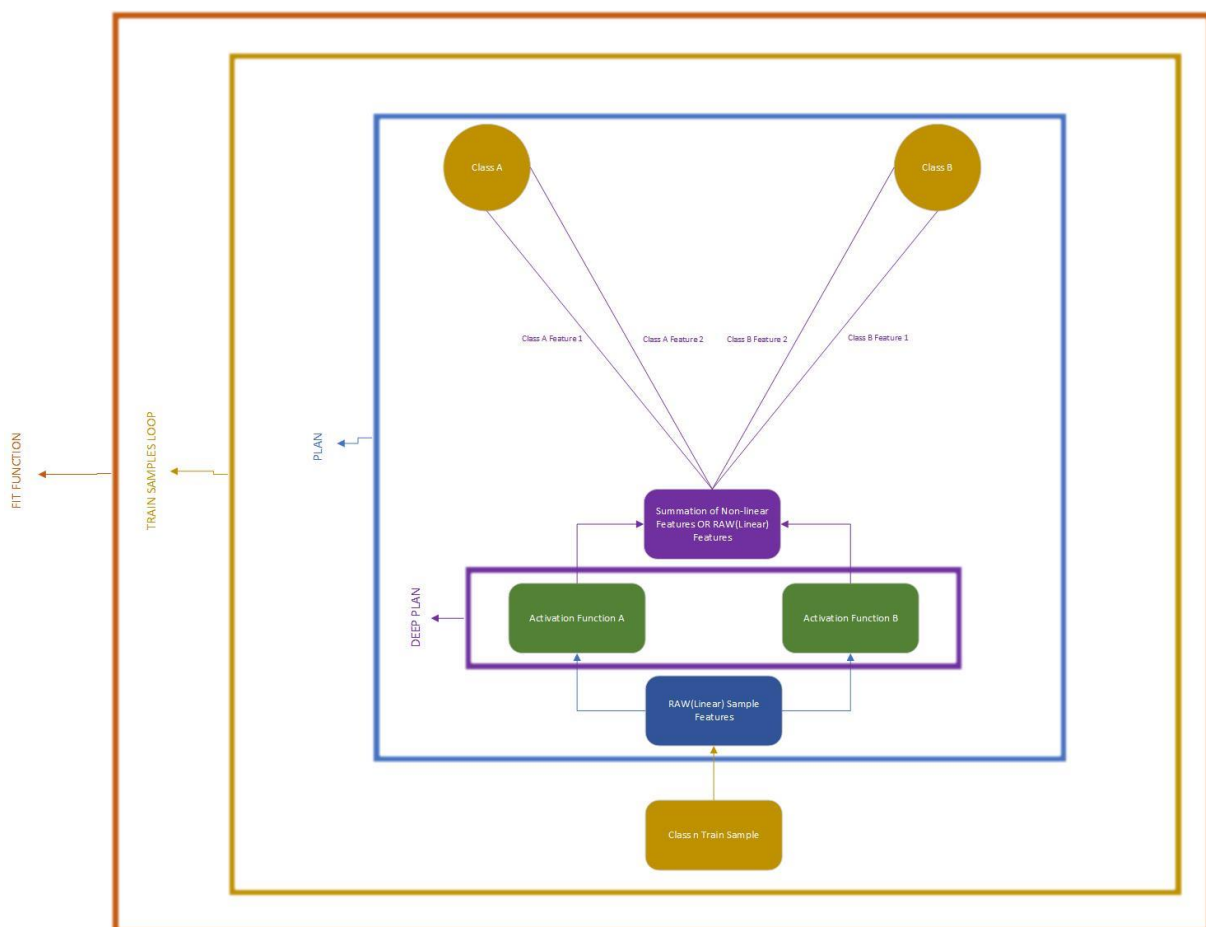 Class A
Class B
Class A Feature 1
Class A Feature 2
Class B Feature 2
Class B Feature 1
FIT FUNCTION
TRAIN SAMPLES LOOP
PLAN
Summation of Non-linear
Features OR RAW(Linear)
Features
DEEP PLAN
Activation Function A
Activation Function B
RAW(Linear) Sample
Features
Class n Train Sample